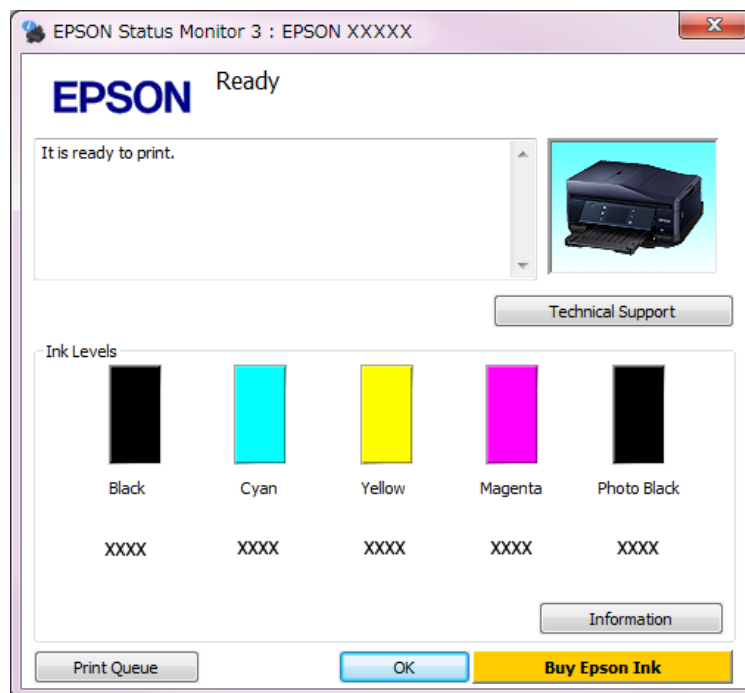 EPSON Status Monitor 3 : EPSON XXXXX
EPSON
Ready
It is ready to print.
Technical Support
Ink Levels
Black
Cyan
Yellow
Magenta
Photo Black
XXXX
XXXX
XXXX
XXXX
XXXX
Information
Print Queue
OK
Buy Epson Ink